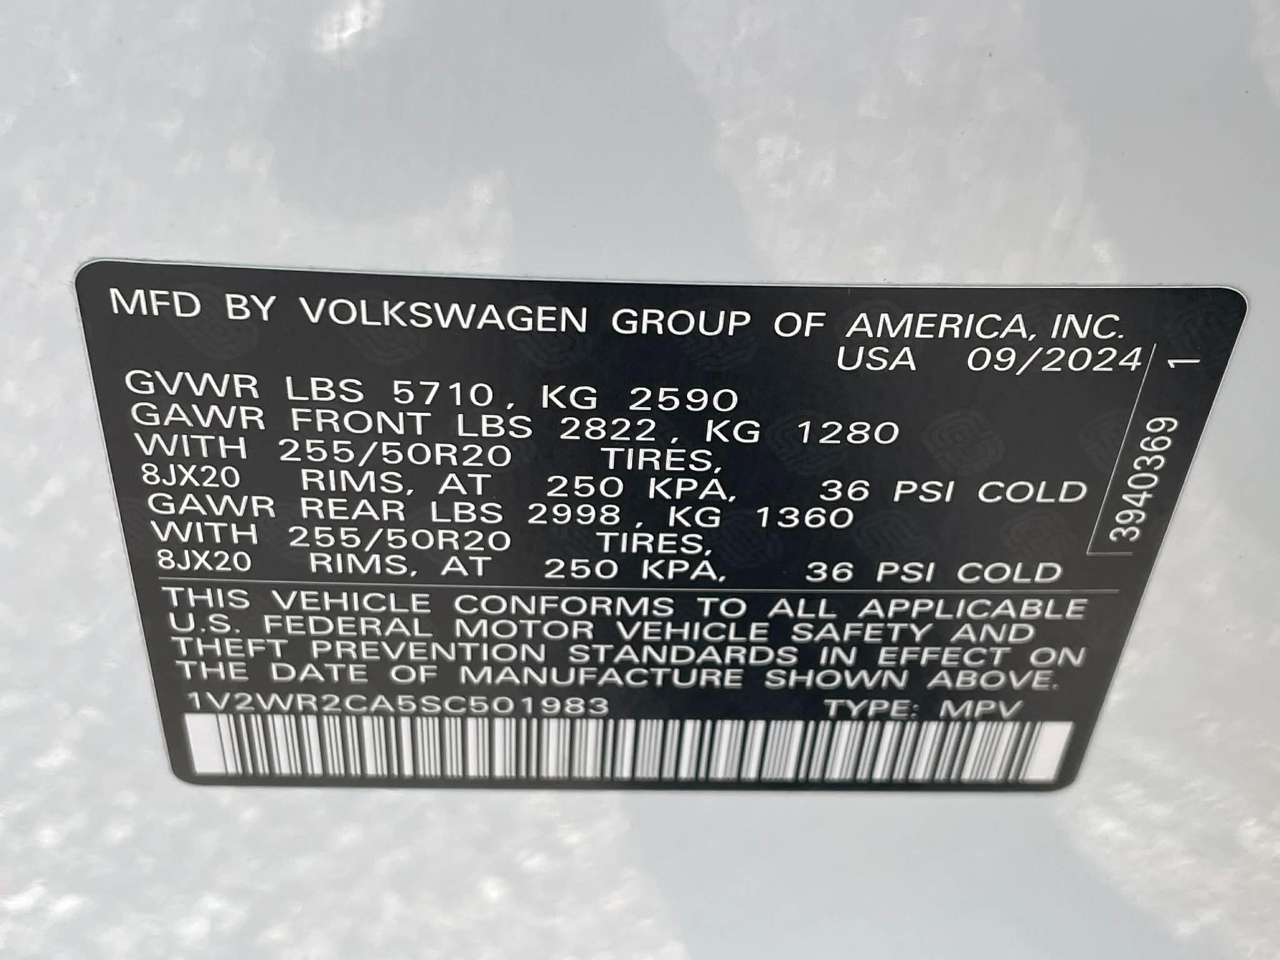 MFD BY VOLKSWAGEN GROUP OF AMERICA, INC.
USA 09/2024
GVWR LBS 5710, KG 2590
GAWR FRONT LBS 2822, KG 1280
WITH 255/50R20 TIRES,
8JX20 RIMS, AT 250 KPA, 36 PSI COLD
GAWR REAR LBS 2998, KG 1360
WITH 255/50R20 TIRES,
8JX20 RIMS, AT 250 KPA, 36 PSI COLD
3940369 1
THIS VEHICLE CONFORMS TO ALL APPLICABLE
U.S. FEDERAL MOTOR VEHICLE SAFETY AND
THEFT PREVENTION STANDARDS IN EFFECT ON
THE DATE OF MANUFACTURE SHOWN ABOVE.
1V2WR2CA5SC501983 TYPE: MPV